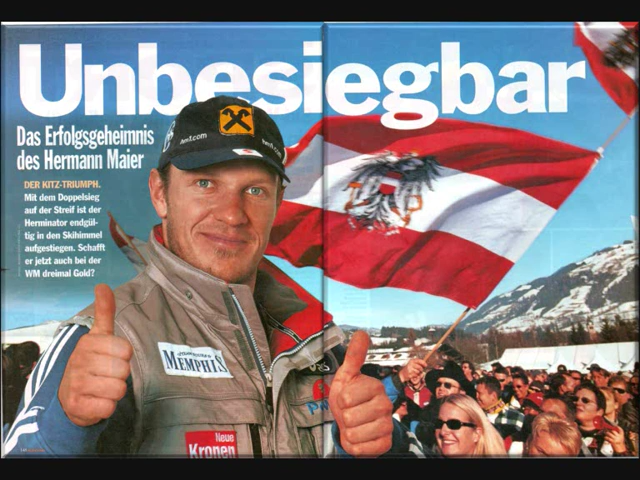 Unbesiegbar
Das Erfolgsgeheimnis
des Hermann Maier
DER KITZ-TRIUMPH.
Mit dem Doppelsieg
auf der Streif ist der
Herminator endgül-
tig in den Skihimmel
aufgestiegen. Schafft
er jetzt auch bei der
WM dreimal Gold?
MEMPHIS
Neue
Kronen